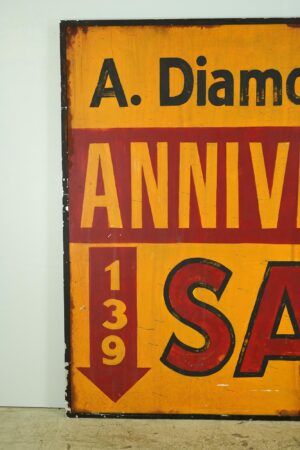 A. Diamo
ANNIV
139
SA